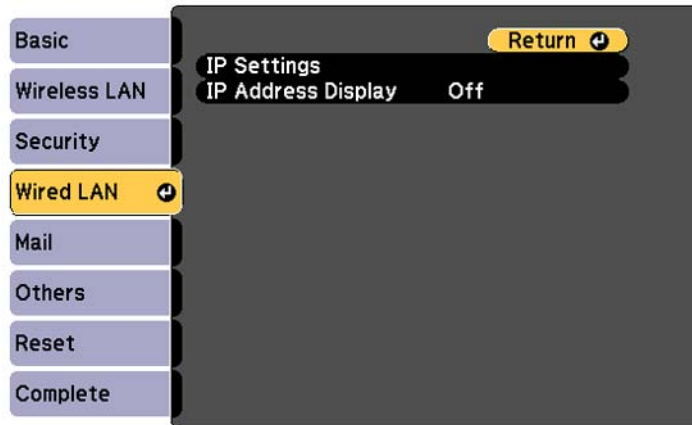 Basic
Wireless LAN
Security
Wired LAN
Mail
Others
Reset
Complete
Return
IP Settings
IP Address Display Off